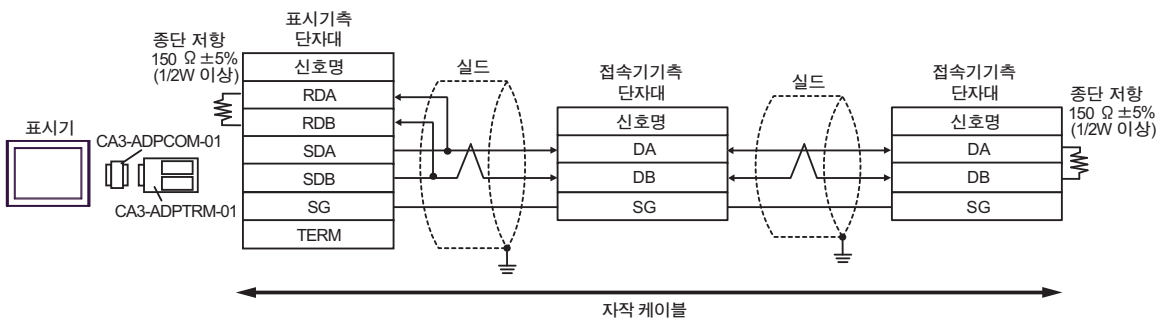 표시기
CA3-ADPCOM-01
CA3-ADPTRM-01
종단 저항
150 Ω ±5%
(1/2W 이상)
표시기측
단자대
신호명
RDA
RDB
SDA
SDB
SG
TERM
실드
접속기기측
단자대
신호명
DA
DB
SG
실드
접속기기측
단자대
신호명
DA
DB
SG
종단 저항
150 Ω ±5%
(1/2W 이상)
자작 케이블